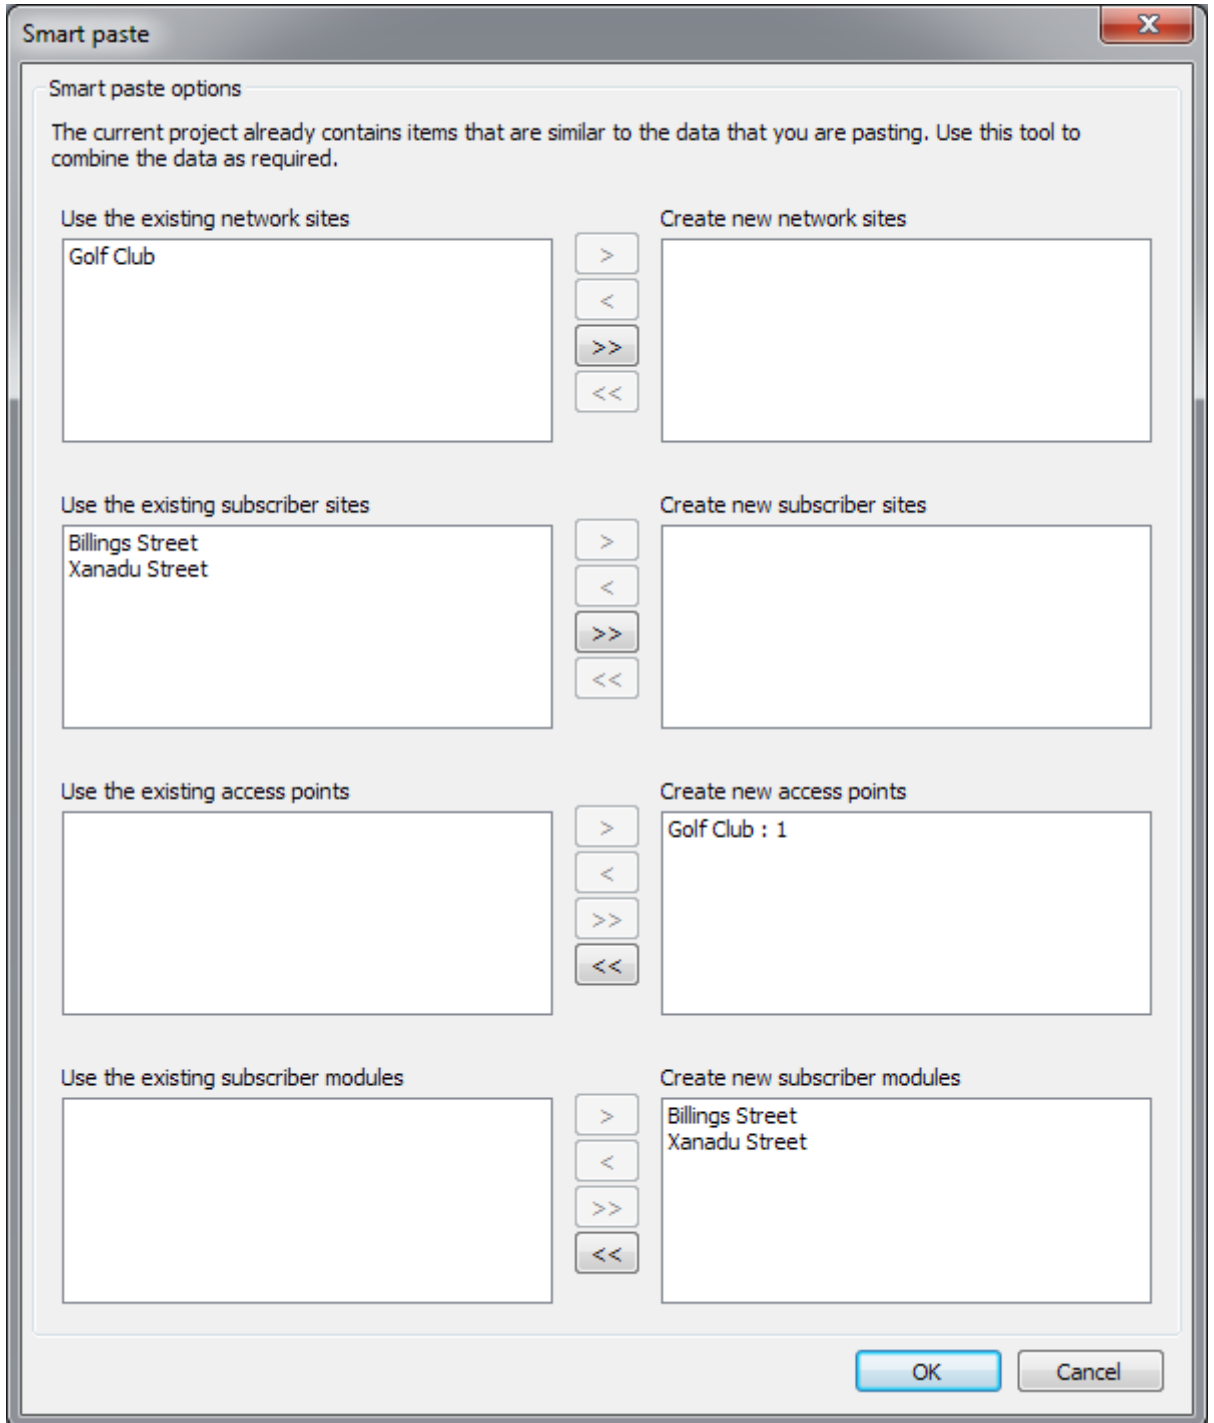 Smart paste
Smart paste options
The current project already contains items that are similar to the data that you are pasting. Use this tool to
combine the data as required.
Use the existing network sites
Create new network sites
Golf Club
>
<
>>
<<
Use the existing subscriber sites
Create new subscriber sites
Billings Street
Xanadu Street
>
<
>>
<<
Use the existing access points
Create new access points
>
<
>>
<<
Golf Club : 1
Use the existing subscriber modules
Create new subscriber modules
>
<
>>
<<
Billings Street
Xanadu Street
OK
Cancel